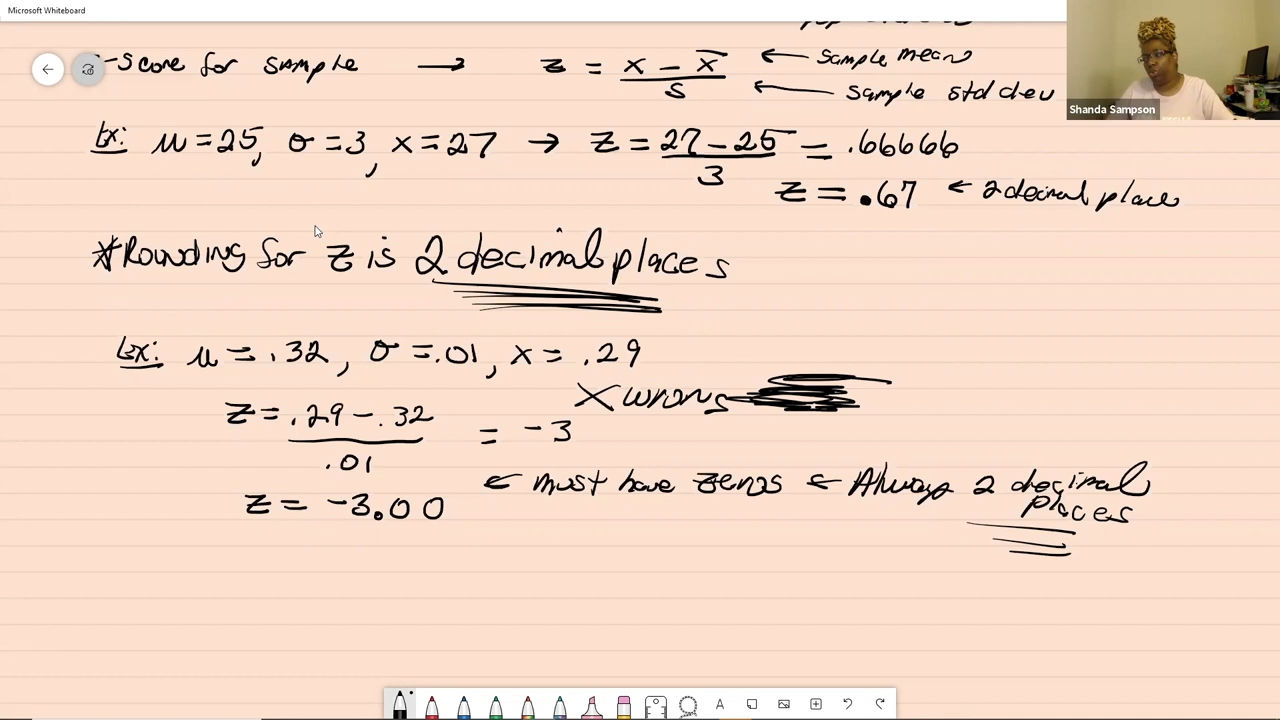 Microsoft Whiteboard
-score for sample → z = x - x̄ / s ← sample mean
← sample std dev
Shanda Sampson
Ex: μ = 25, σ = 3, x = 27 → z = 27 - 25 / 3 = .66666
z = .67 ← 2 decimal places
*Rounding for z is 2 decimal places
Ex: μ = .32, σ = .01, x = .29
X wrong
z = .29 - .32 / .01 = -3
z = -3.00 ← must have zeros ← Always 2 decimal
places